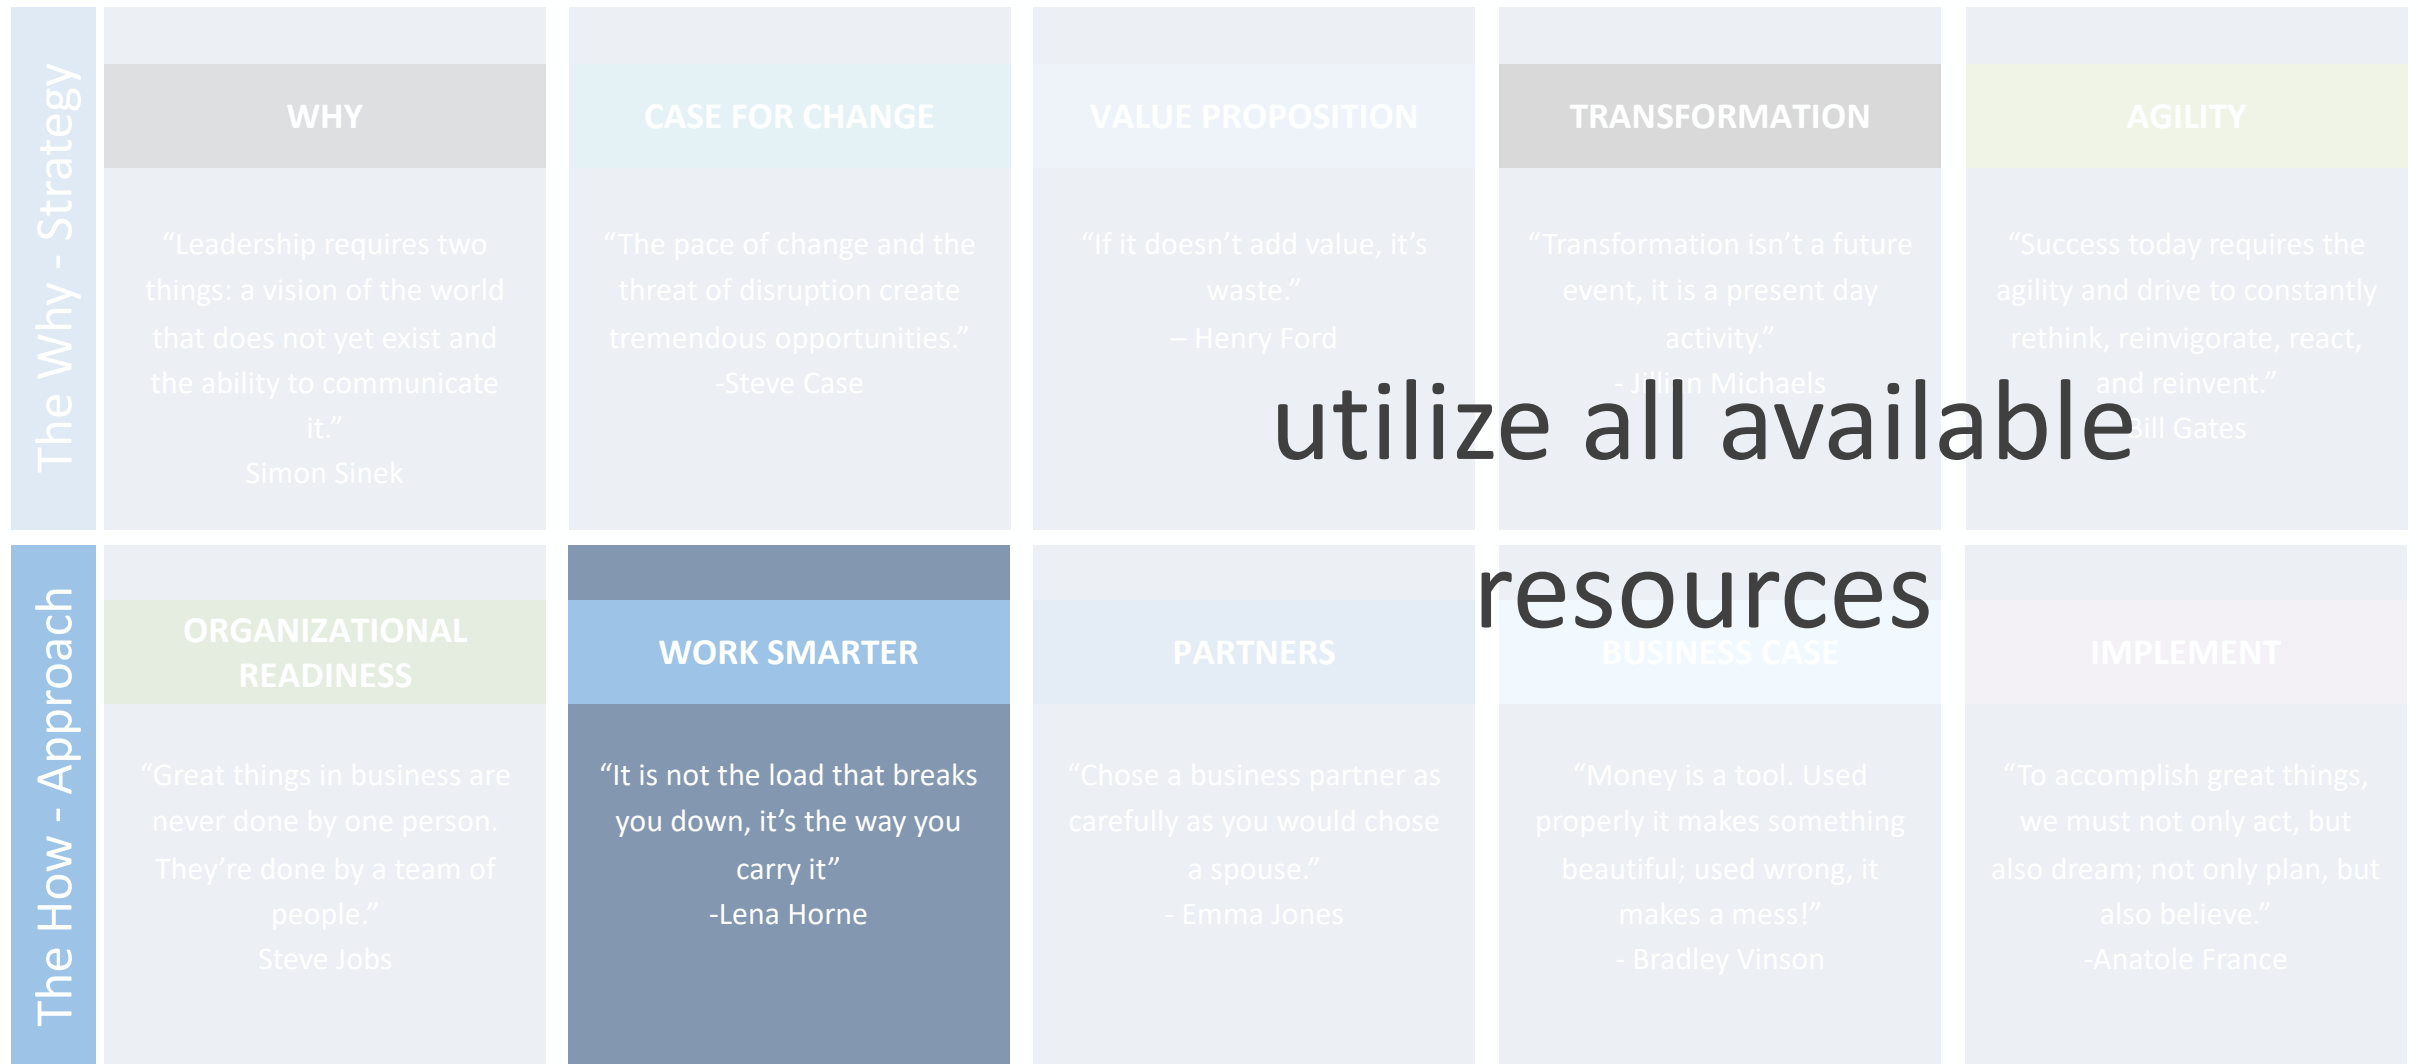 The Why - Strategy
WHY
“Leadership requires two
things: a vision of the world
that does not yet exist and
the ability to communicate
it.”
Simon Sinek
CASE FOR CHANGE
“The pace of change and the
threat of disruption create
tremendous opportunities.”
-Steve Case
VALUE PROPOSITION
“If it doesn’t add value, it’s
waste.”
– Henry Ford
TRANSFORMATION
“Transformation isn’t a future
event, it is a present day
activity.”
- Jillian Michaels
AGILITY
“Success today requires the
agility and drive to constantly
rethink, reinvigorate, react,
and reinvent.”
Bill Gates
utilize all available
resources
The How - Approach
ORGANIZATIONAL
READINESS
“Great things in business are
never done by one person.
They’re done by a team of
people.”
Steve Jobs
WORK SMARTER
“It is not the load that breaks
you down, it’s the way you
carry it”
-Lena Horne
PARTNERS
“Chose a business partner as
carefully as you would chose
a spouse.”
- Emma Jones
BUSINESS CASE
“Money is a tool. Used
properly it makes something
beautiful; used wrong, it
makes a mess!”
- Bradley Vinson
IMPLEMENT
“To accomplish great things,
we must not only act, but
also dream; not only plan, but
also believe.”
-Anatole France